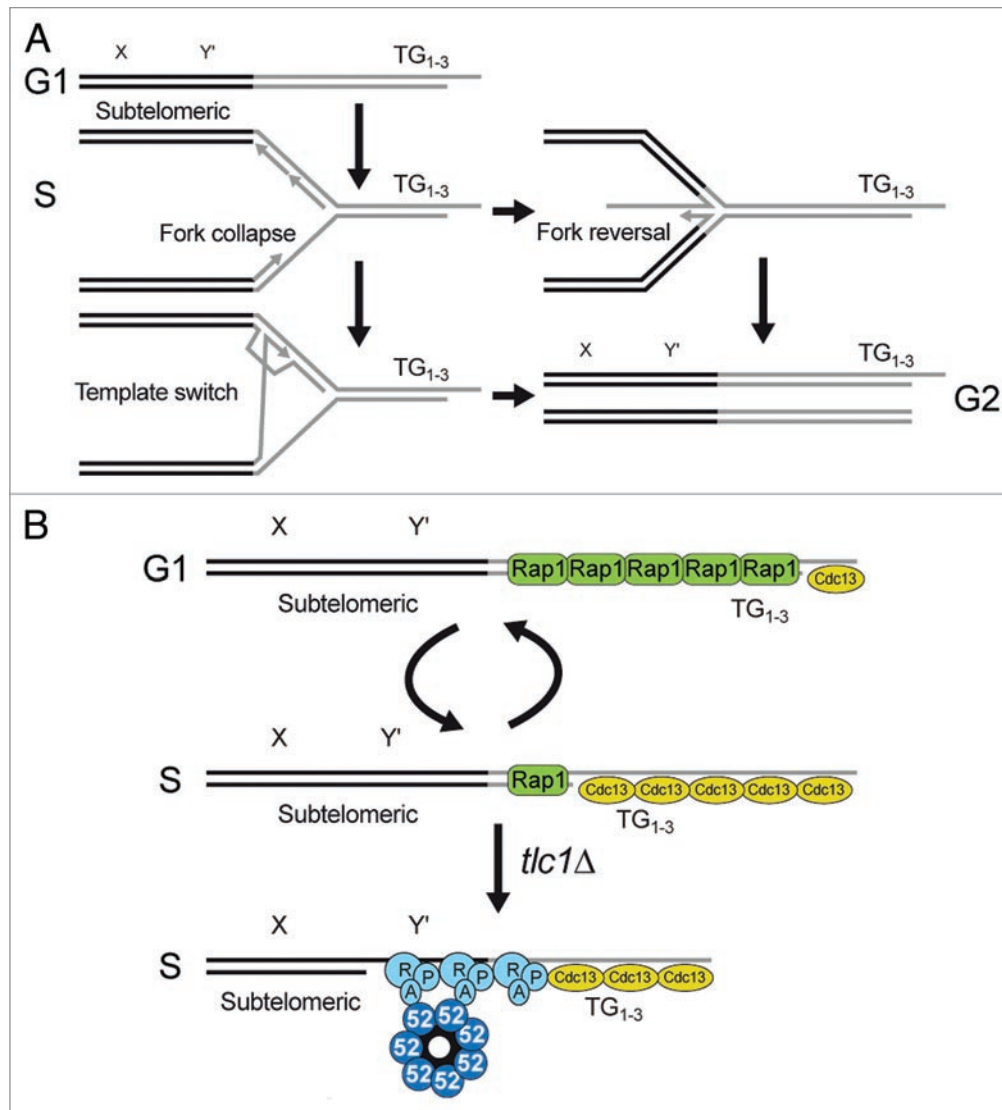 A
X Y' TG1-3
G1
Subtelomeric
S
TG1-3
TG1-3
Fork collapse
Fork reversal
X Y' TG1-3
TG1-3
Template switch
G2
B
X Y'
G1
Rap1 Rap1 Rap1 Rap1 Rap1
Cdc13
Subtelomeric
TG1-3
X Y'
S
Rap1
Cdc13 Cdc13 Cdc13 Cdc13 Cdc13
Subtelomeric
TG1-3
tlc1Δ
X Y'
S
R P A R P A R P A
Cdc13 Cdc13 Cdc13
Subtelomeric
TG1-3
52 52 52 52 52 52 52 52